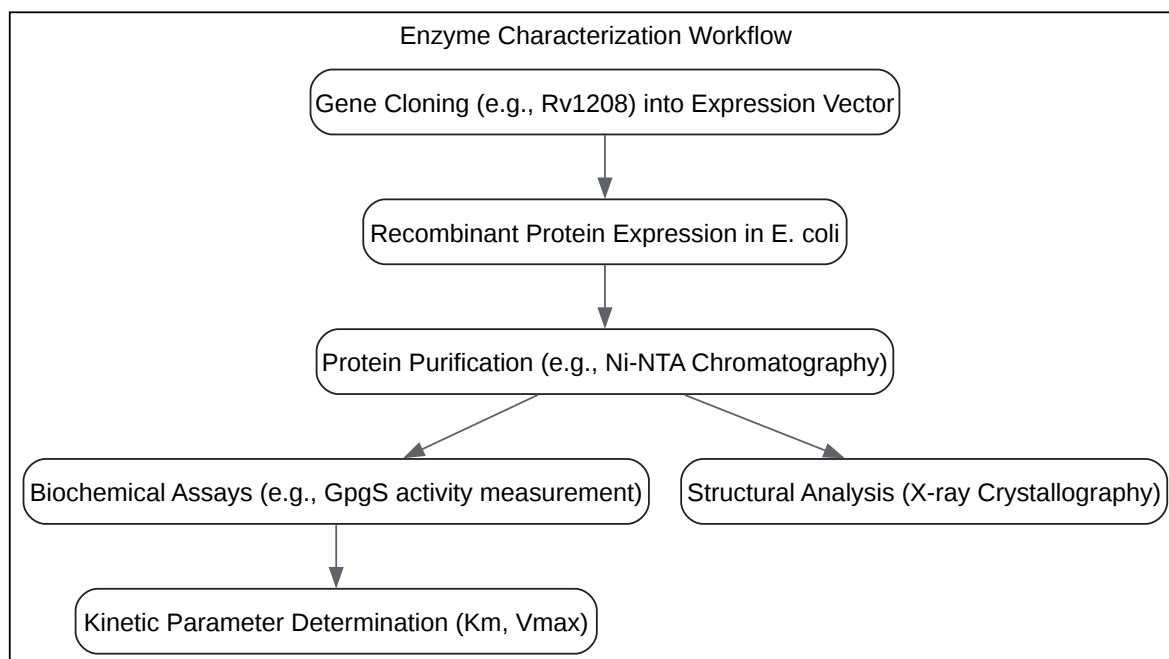 Enzyme Characterization Workflow
Gene Cloning (e.g., Rv1208) into Expression Vector
Recombinant Protein Expression in E. coli
Protein Purification (e.g., Ni-NTA Chromatography)
Biochemical Assays (e.g., GpgS activity measurement)
Structural Analysis (X-ray Crystallography)
Kinetic Parameter Determination (Km, Vmax)